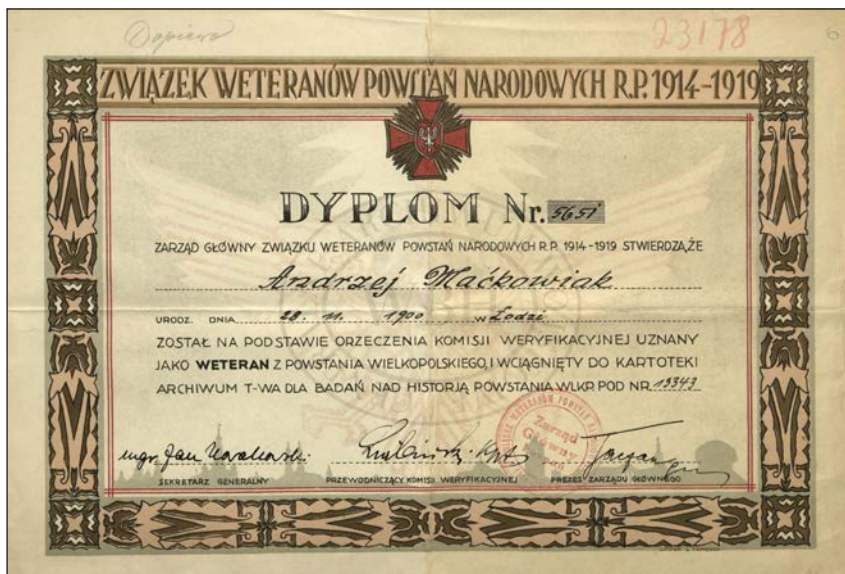 Dopiewo
23178
6
ZWIĄZEK WETERANÓW POWSTAŃ NARODOWYCH R.P. 1914-1919
DYPLOM Nr. 5651
ZARZĄD GŁÓWNY ZWIĄZKU WETERANÓW POWSTAŃ NARODOWYCH R.P. 1914-1919 STWIERDZA, ŻE
Andrzej Maćkowiak
URODZ. DNIA 28. 11. 1900 w Łodzi
ZOSTAŁ NA PODSTAWIE ORZECZENIA KOMISJI WERYFIKACYJNEJ UZNANY
JAKO WETERAN Z POWSTANIA WIELKOPOLSKIEGO, I WCIĄGNIĘTY DO KARTOTEKI
ARCHIWUM T-WA DLA BADAŃ NAD HISTORJĄ POWSTANIA WLKP. POD NR. 13343
Zarząd
Główny
mgr. Jan
SEKRETARZ GENERALNY PRZEWODNICZĄCY KOMISJI WERYFIKACYJNEJ PREZES ZARZĄDU GŁÓWNEGO